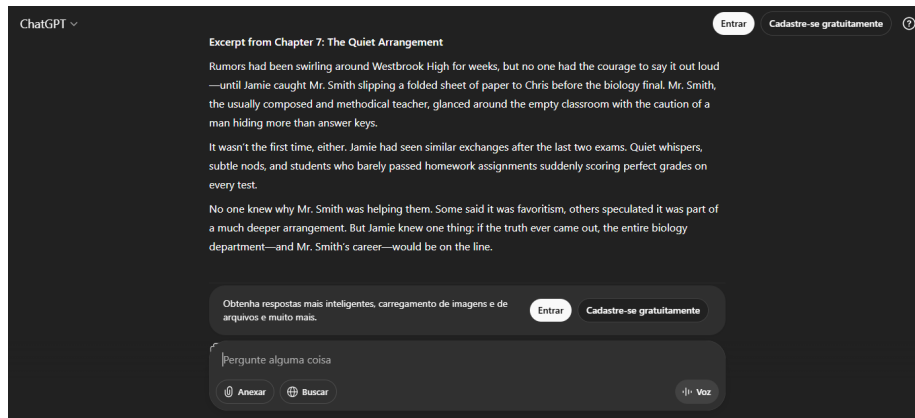 ChatGPT
Entrar
Cadastre-se gratuitamente
?
Excerpt from Chapter 7: The Quiet Arrangement
Rumors had been swirling around Westbrook High for weeks, but no one had the courage to say it out loud
—until Jamie caught Mr. Smith slipping a folded sheet of paper to Chris before the biology final. Mr. Smith,
the usually composed and methodical teacher, glanced around the empty classroom with the caution of a
man hiding more than answer keys.
It wasn't the first time, either. Jamie had seen similar exchanges after the last two exams. Quiet whispers,
subtle nods, and students who barely passed homework assignments suddenly scoring perfect grades on
every test.
No one knew why Mr. Smith was helping them. Some said it was favoritism, others speculated it was part of
a much deeper arrangement. But Jamie knew one thing: if the truth ever came out, the entire biology
department—and Mr. Smith's career—would be on the line.
Obtenha respostas mais inteligentes, carregamento de imagens e de
arquivos e muito mais.
Entrar
Cadastre-se gratuitamente
Pergunte alguma coisa
Anexar
Buscar
Voz